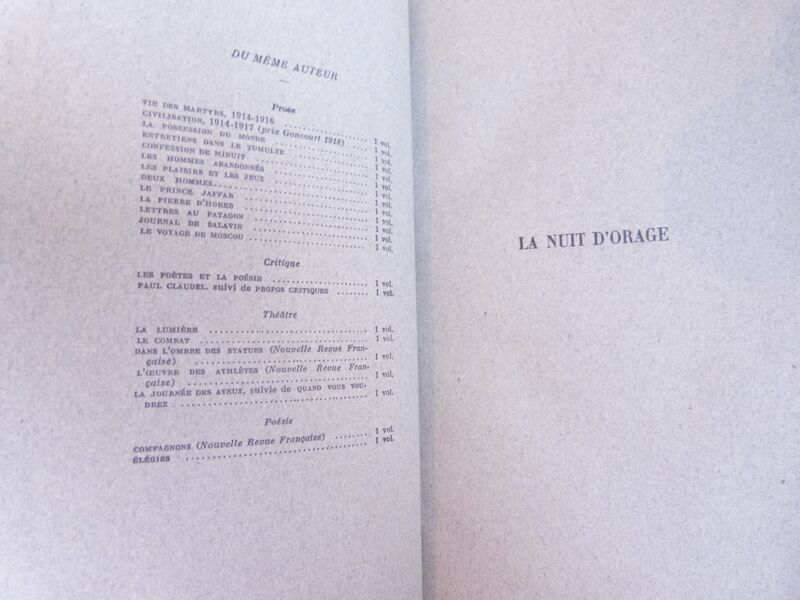 DU MÊME AUTEUR
Prose
VIE DES MARTYRS, 1914-1916 .................... 1 vol.
CIVILISATION, 1914-1917 (prix Goncourt 1918) .... 1 vol.
LA POSSESSION DU MONDE .................... 1 vol.
ENTRETIENS DANS LE TUMULTE .................... 1 vol.
CONFESSION DE MINUIT .................... 1 vol.
LES HOMMES ABANDONNÉS .................... 1 vol.
LES PLAISIRS ET LES JEUX .................... 1 vol.
DEUX HOMMES .................... 1 vol.
LE PRINCE JAFFAR .................... 1 vol.
LA PIERRE D'HOREB .................... 1 vol.
LETTRES AU PATAGON .................... 1 vol.
JOURNAL DE SALAVIN .................... 1 vol.
LE VOYAGE DE MOSCOU .................... 1 vol.
Critique
LES POÈTES ET LA POÉSIE .................... 1 vol.
PAUL CLAUDEL, suivi de PROPOS CRITIQUES ....... 1 vol.
Théâtre
LA LUMIÈRE .................... 1 vol.
LE COMBAT .................... 1 vol.
DANS L'OMBRE DES STATUES (Nouvelle Revue Fran-
çaise) .................... 1 vol.
L'ŒUVRE DES ATHLÈTES (Nouvelle Revue Fran-
çaise) .................... 1 vol.
LA JOURNÉE DES AVEUX, suivie de QUAND VOUS VOU-
DREZ .................... 1 vol.
Poésie
COMPAGNONS (Nouvelle Revue Française) ....... 1 vol.
ÉLÉGIES .................... 1 vol.
LA NUIT D'ORAGE